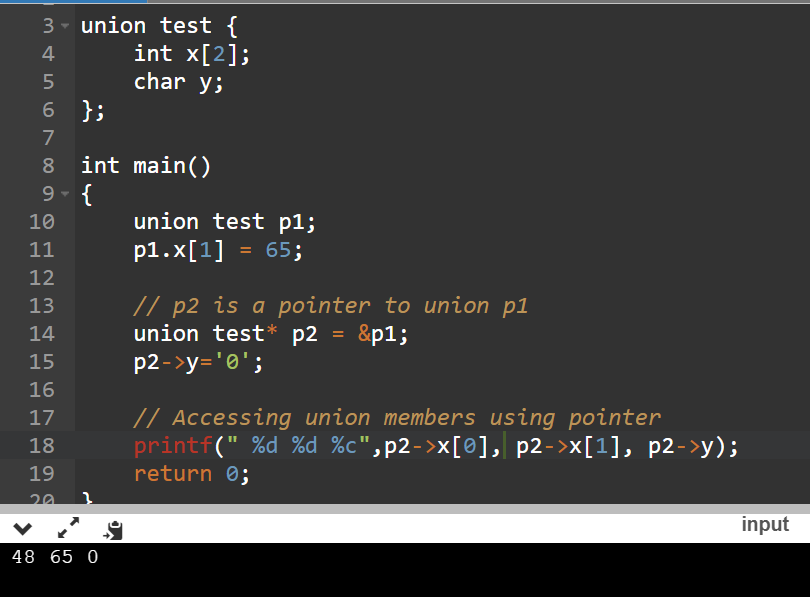 3 union test {
4     int x[2];
5     char y;
6 };
7
8 int main()
9 {
10     union test p1;
11     p1.x[1] = 65;
12
13     // p2 is a pointer to union p1
14     union test* p2 = &p1;
15     p2->y='0';
16
17     // Accessing union members using pointer
18     printf(" %d %d %c",p2->x[0], p2->x[1], p2->y);
19     return 0;
20 }
input
48 65 0